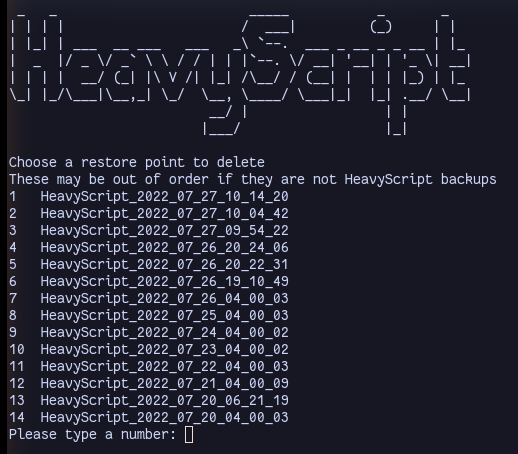 HeavyScript
Choose a restore point to delete
These may be out of order if they are not HeavyScript backups
1 HeavyScript_2022_07_27_10_14_20
2 HeavyScript_2022_07_27_10_04_42
3 HeavyScript_2022_07_27_09_54_22
4 HeavyScript_2022_07_26_20_24_06
5 HeavyScript_2022_07_26_20_22_31
6 HeavyScript_2022_07_26_19_10_49
7 HeavyScript_2022_07_26_04_00_03
8 HeavyScript_2022_07_25_04_00_03
9 HeavyScript_2022_07_24_04_00_02
10 HeavyScript_2022_07_23_04_00_02
11 HeavyScript_2022_07_22_04_00_03
12 HeavyScript_2022_07_21_04_00_09
13 HeavyScript_2022_07_20_06_21_19
14 HeavyScript_2022_07_20_04_00_03
Please type a number: